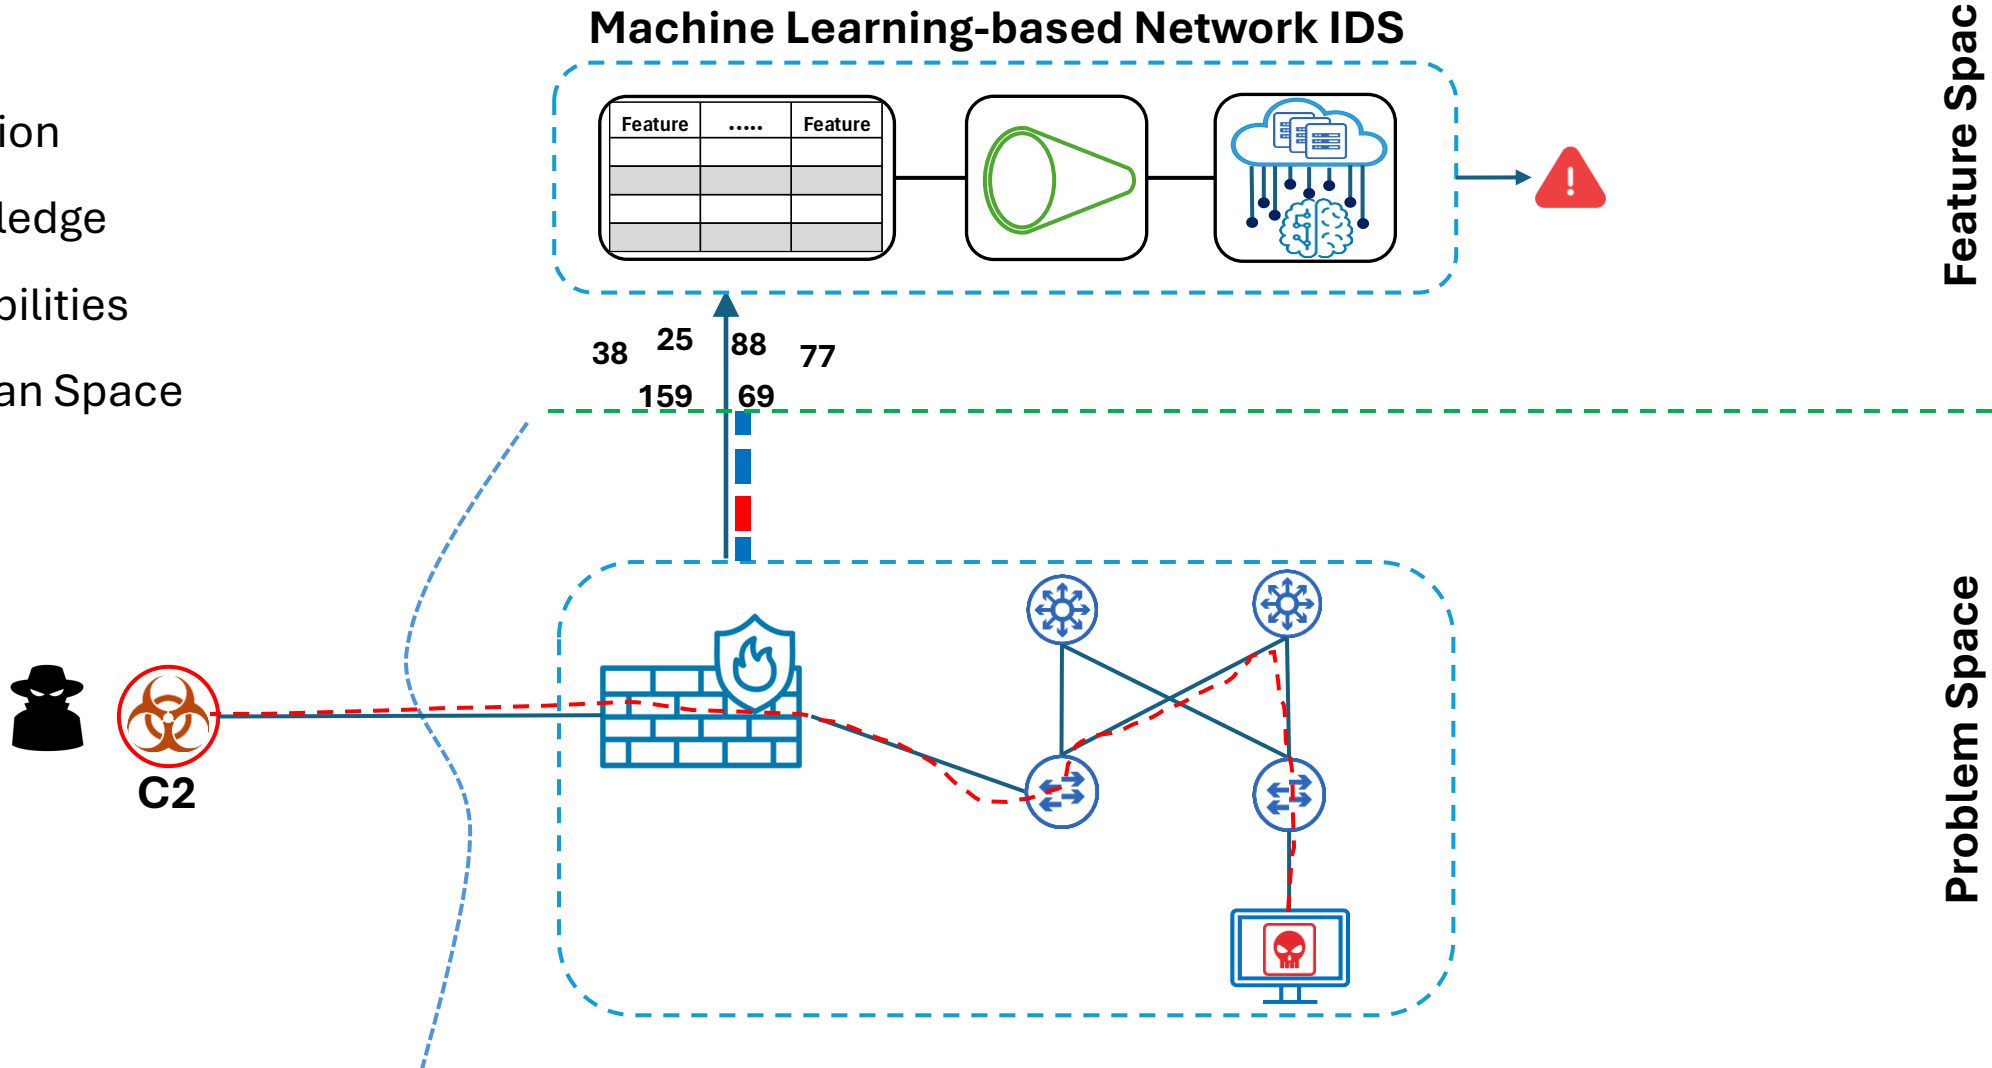 Machine Learning-based Network IDS
Feature ..... Feature
ion
ledge
bilities
an Space
38 25 88 77
159 69
C2
Feature Spac
Problem Space